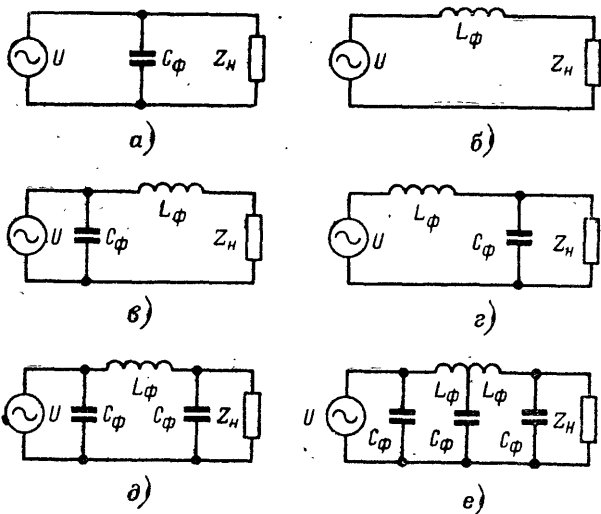 U Cф Zн
Lф
U Zн
а) б)
Lф
Cф Zн
U
в)
Lф
U Cф Zн
г)
Lф
U Cф Cф Zн
д)
Lф Lф
U Cф Cф Cф Zн
е)